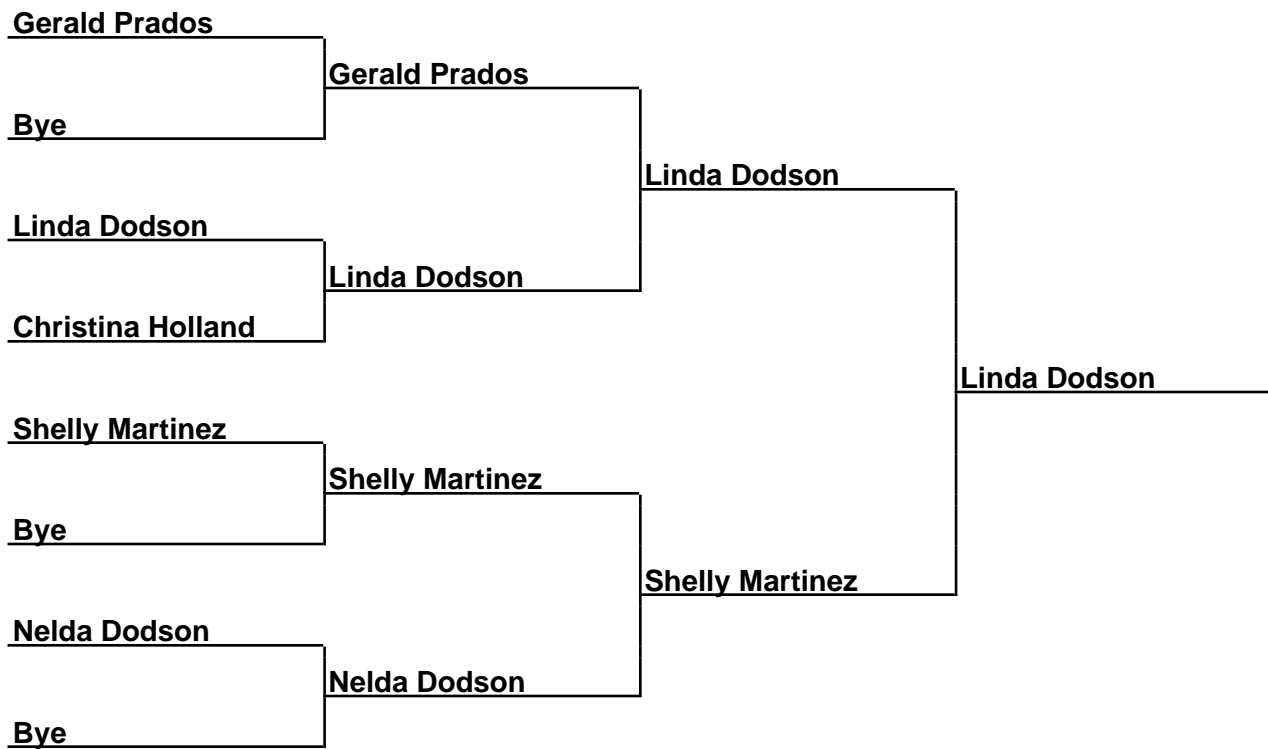 Gerald Prados
Gerald Prados
Bye
Linda Dodson
Linda Dodson
Linda Dodson
Christina Holland
Linda Dodson
Shelly Martinez
Shelly Martinez
Bye
Shelly Martinez
Nelda Dodson
Nelda Dodson
Bye